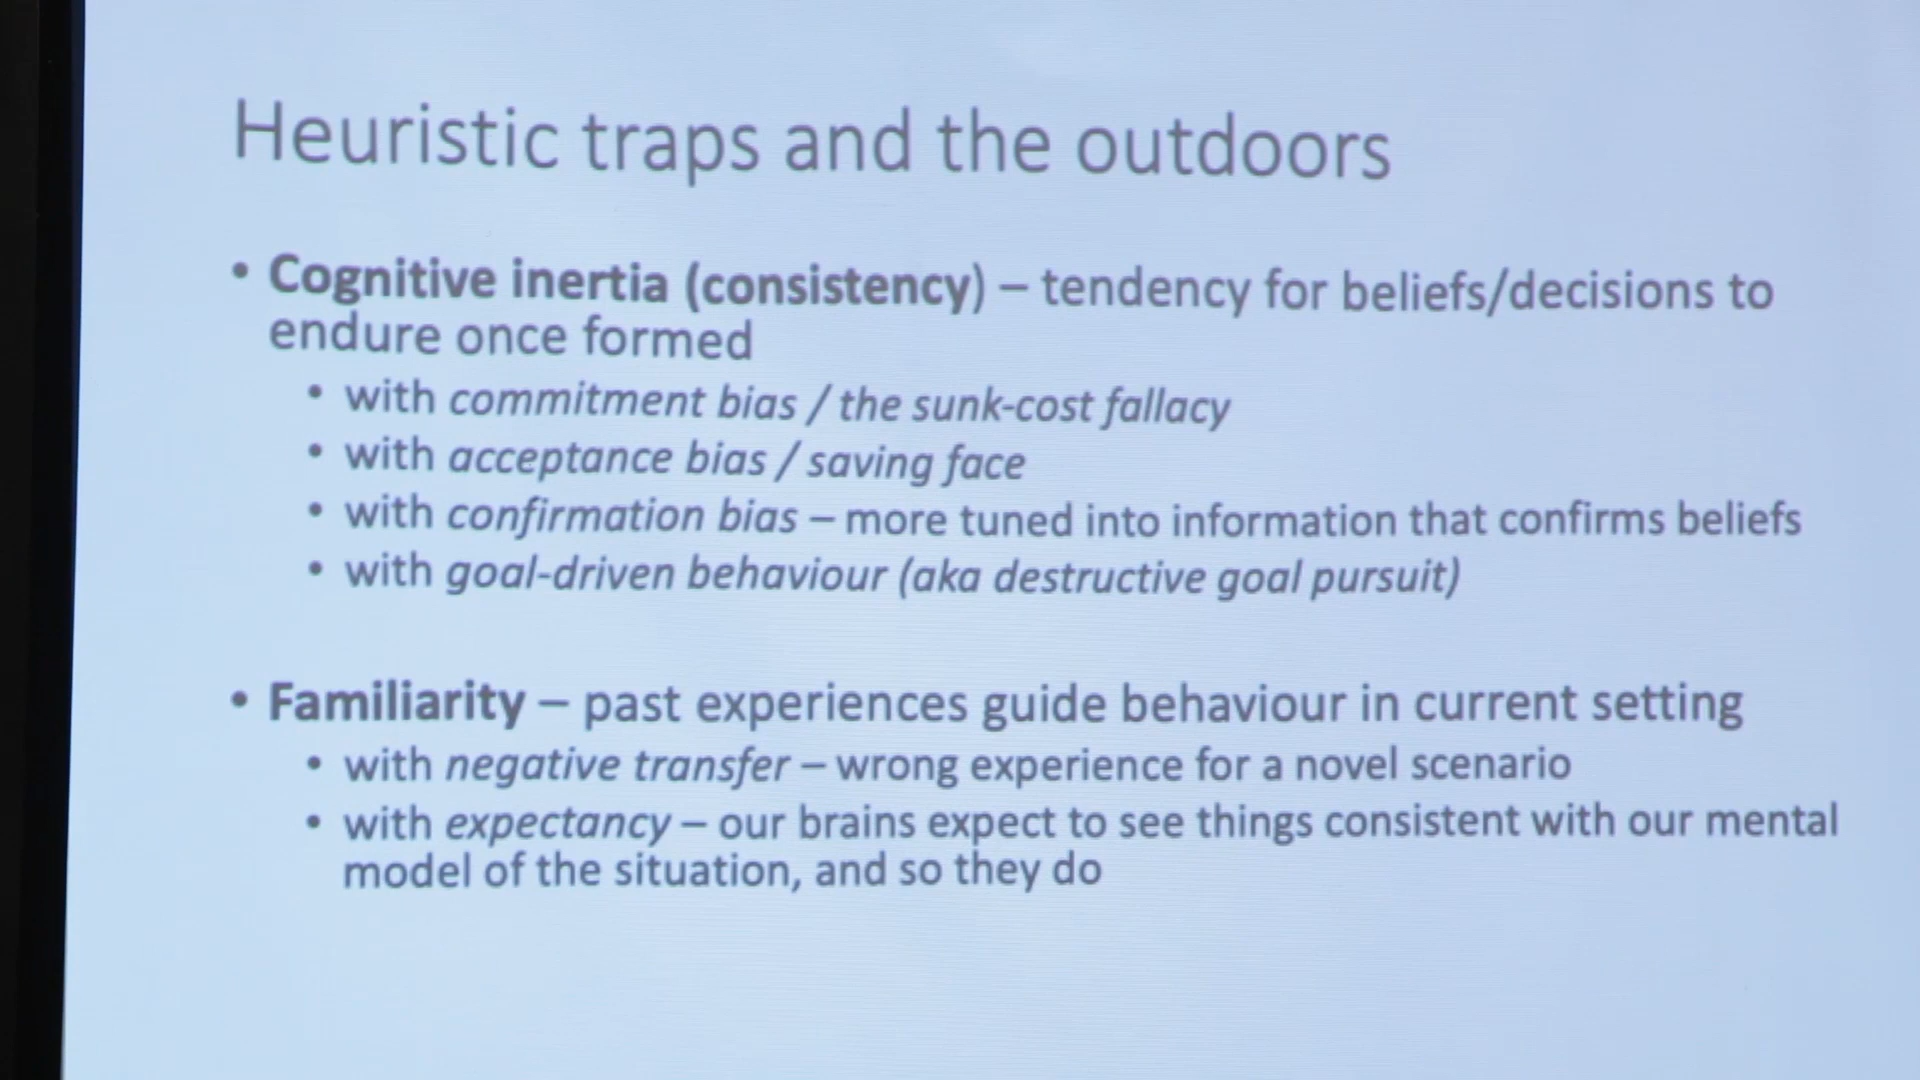 Heuristic traps and the outdoors
• Cognitive inertia (consistency) – tendency for beliefs/decisions to
endure once formed
• with commitment bias / the sunk-cost fallacy
• with acceptance bias / saving face
• with confirmation bias – more tuned into information that confirms beliefs
• with goal-driven behaviour (aka destructive goal pursuit)
• Familiarity – past experiences guide behaviour in current setting
• with negative transfer – wrong experience for a novel scenario
• with expectancy – our brains expect to see things consistent with our mental
model of the situation, and so they do